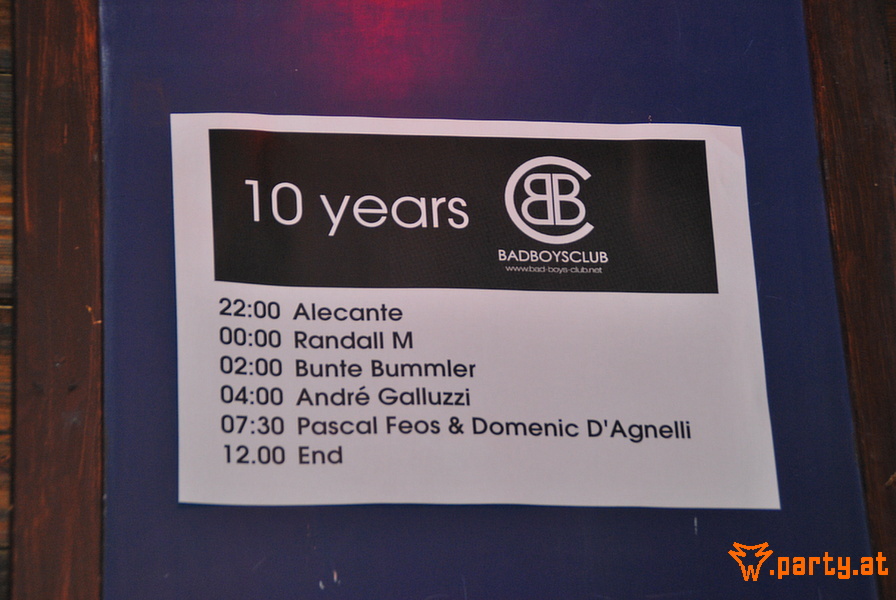 10 years
CBB
BADBOYSCLUB
www.bad-boys-club.net
22:00 Alecante
00:00 Randall M
02:00 Bunte Bummler
04:00 André Galluzzi
07:30 Pascal Feos & Domenic D'Agnelli
12.00 End
.party.at